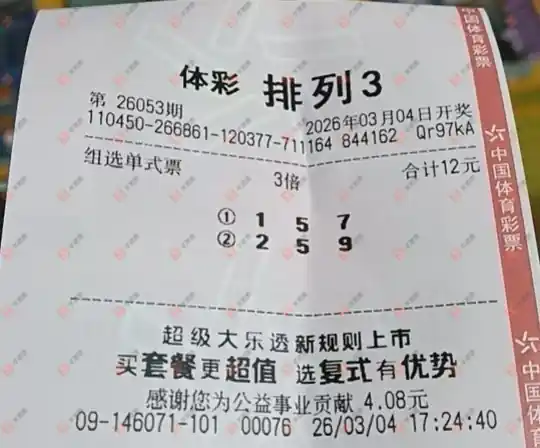 体彩 排列3
第 26053期
2026年03月04日开奖
110450-266861-120377-711164 844162 Qr97kA
组选单式票 3倍 合计12元
① 1 5 7
② 2 5 9
超级大乐透新规则上市
买套餐更超值 选复式有优势
感谢您为公益事业贡献 4.08元
09-146071-101 00076 26/03/04 17:24:40
中国体育彩票
中国体育彩票
中国体育